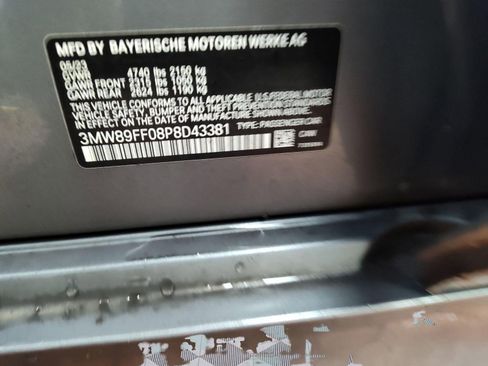 MFD BY BAYERISCHE MOTOREN WERKE AG
06/23
GVWR 4740 lbs 2150 kg
GAWR FRONT 2315 lbs 1050 kg
GAWR REAR 2624 lbs 1190 kg
THIS VEHICLE CONFORMS TO ALL APPLICABLE U.S. FEDERAL MOTOR
VEHICLE SAFETY, BUMPER, AND THEFT PREVENTION STANDARDS
IN EFFECT ON THE DATE OF MANUFACTURE SHOWN ABOVE.
3MW89FF08P8D43381 TYPE: PASSENGER CAR